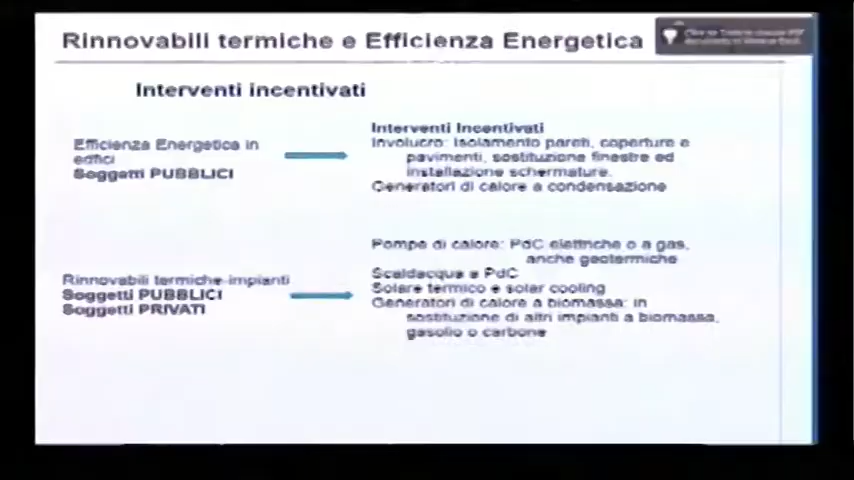 Rinnovabili termiche e Efficienza Energetica
Interventi incentivati
Efficienza Energetica in
edifici
Soggetti PUBBLICI
Interventi Incentivati
Involucro: Isolamento pareti, coperture e
pavimenti, sostituzione finestre ed
installazione schermature.
Generatori di calore a condensazione
Rinnovabili termiche-impianti
Soggetti PUBBLICI
Soggetti PRIVATI
Pompe di calore: PdC elettriche o a gas,
anche geotermiche
Scaldacqua a PdC
Solare termico e solar cooling
Generatori di calore a biomassa: in
sostituzione di altri impianti a biomassa,
gasolio o carbone